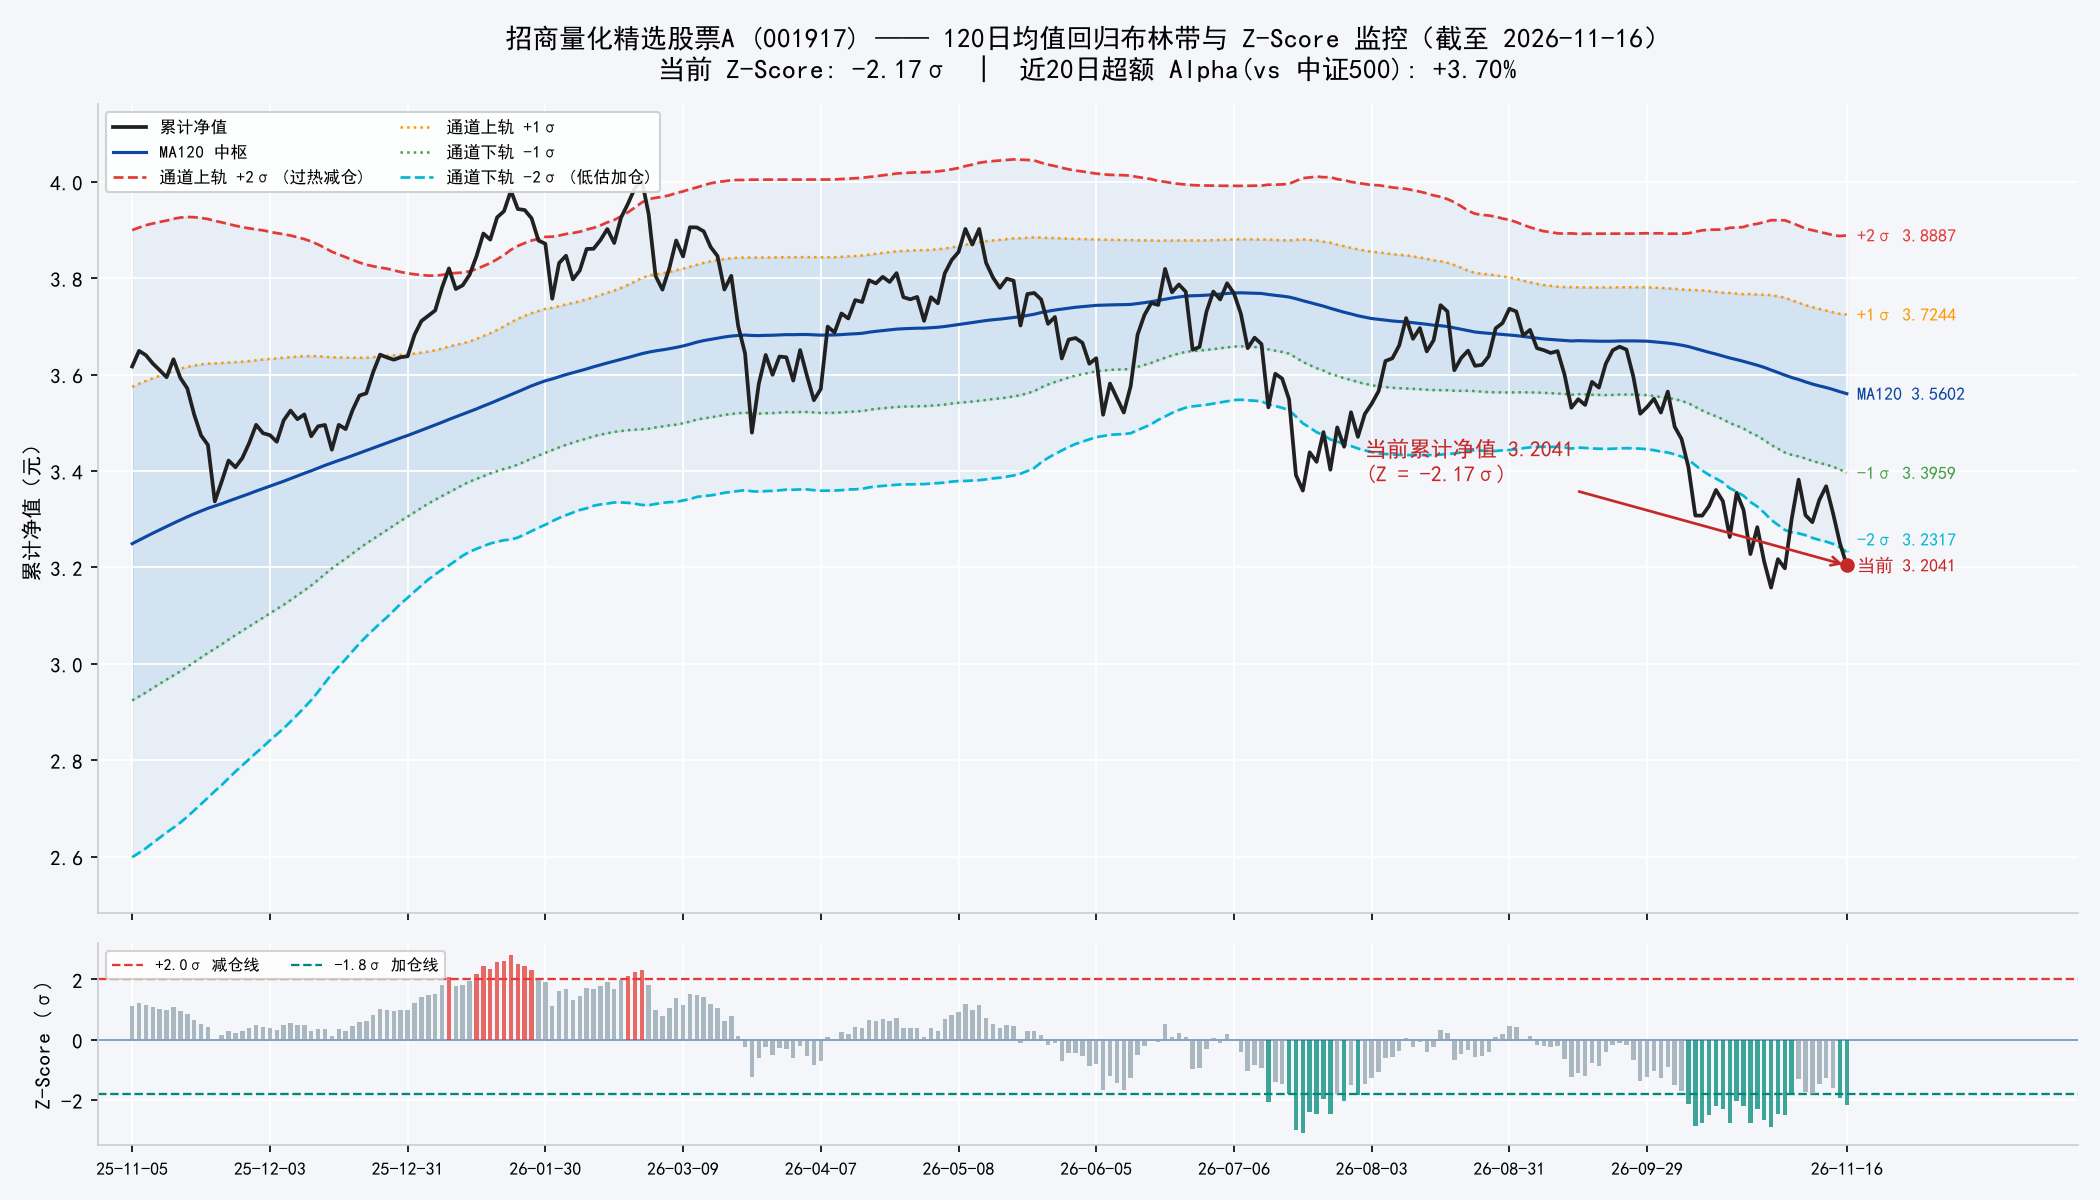 招商量化精选股票A (001917) —— 120日均值回归布林带与 Z-Score 监控（截至 2026-11-16）
当前 Z-Score: -2.17σ | 近20日超额 Alpha(vs 中证500): +3.70%
累计净值
MA120 中枢
通道上轨 +2σ (过热减仓)
通道上轨 +1σ
通道下轨 -1σ
通道下轨 -2σ (低估加仓)
累计净值 (元)
4.0
3.8
3.6
3.4
3.2
3.0
2.8
2.6
+2σ 3.8887
+1σ 3.7244
MA120 3.5602
-1σ 3.3959
-2σ 3.2317
当前 3.2041
当前累计净值 3.2041
(Z = -2.17σ)
+2.0σ 减仓线
-1.8σ 加仓线
Z-Score (σ)
2
0
-2
25-11-05
25-12-03
25-12-31
26-01-30
26-03-09
26-04-07
26-05-08
26-06-05
26-07-06
26-08-03
26-08-31
26-09-29
26-11-16